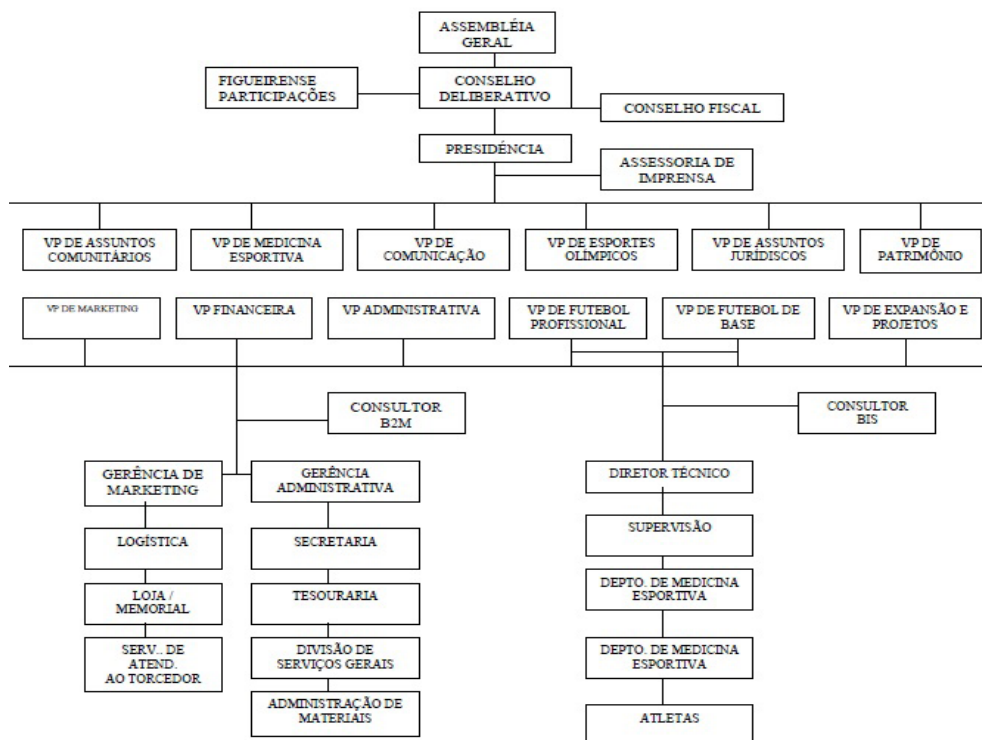 ASSEMBLÉIA
GERAL
FIGUEIRENSE
PARTICIPAÇÕES
CONSELHO
DELIBERATIVO
CONSELHO FISCAL
PRESIDÉNCIA
ASSESSORIA DE
IMPRENSA
VP DE ASSUNTOS
COMUNITÁRIOS
VP DE MEDICINA
ESPORTIVA
VP DE
COMUNICAÇÃO
VP DE ESPORTES
OLÍMPICOS
VP DE ASSUNTOS
JURÍDISCOS
VP DE
PATRIMÔNIO
VP DE MARKETING
VP FINANCEIRA
VP ADMINISTRATIVA
VP DE FUTEBOL
PROFISSIONAL
VP DE FUTEBOL DE
BASE
VP DE EXPANSÃO E
PROJETOS
CONSULTOR
B2M
CONSULTOR
BIS
GERÊNCIA DE
MARKETING
GERÊNCIA
ADMINISTRATIVA
DIRETOR TÉCNICO
LOGÍSTICA
SECRETARIA
SUPERVISÃO
LOJA /
MEMORIAL
TESOURARIA
DEPTO. DE MEDICINA
ESPORTIVA
SERV.. DE
ATEND.
AO TORCEDOR
DIVISÃO DE
SERVIÇOS GERAIS
DEPTO. DE MEDICINA
ESPORTIVA
ADMINISTRAÇÃO DE
MATERIAIS
ATLETAS